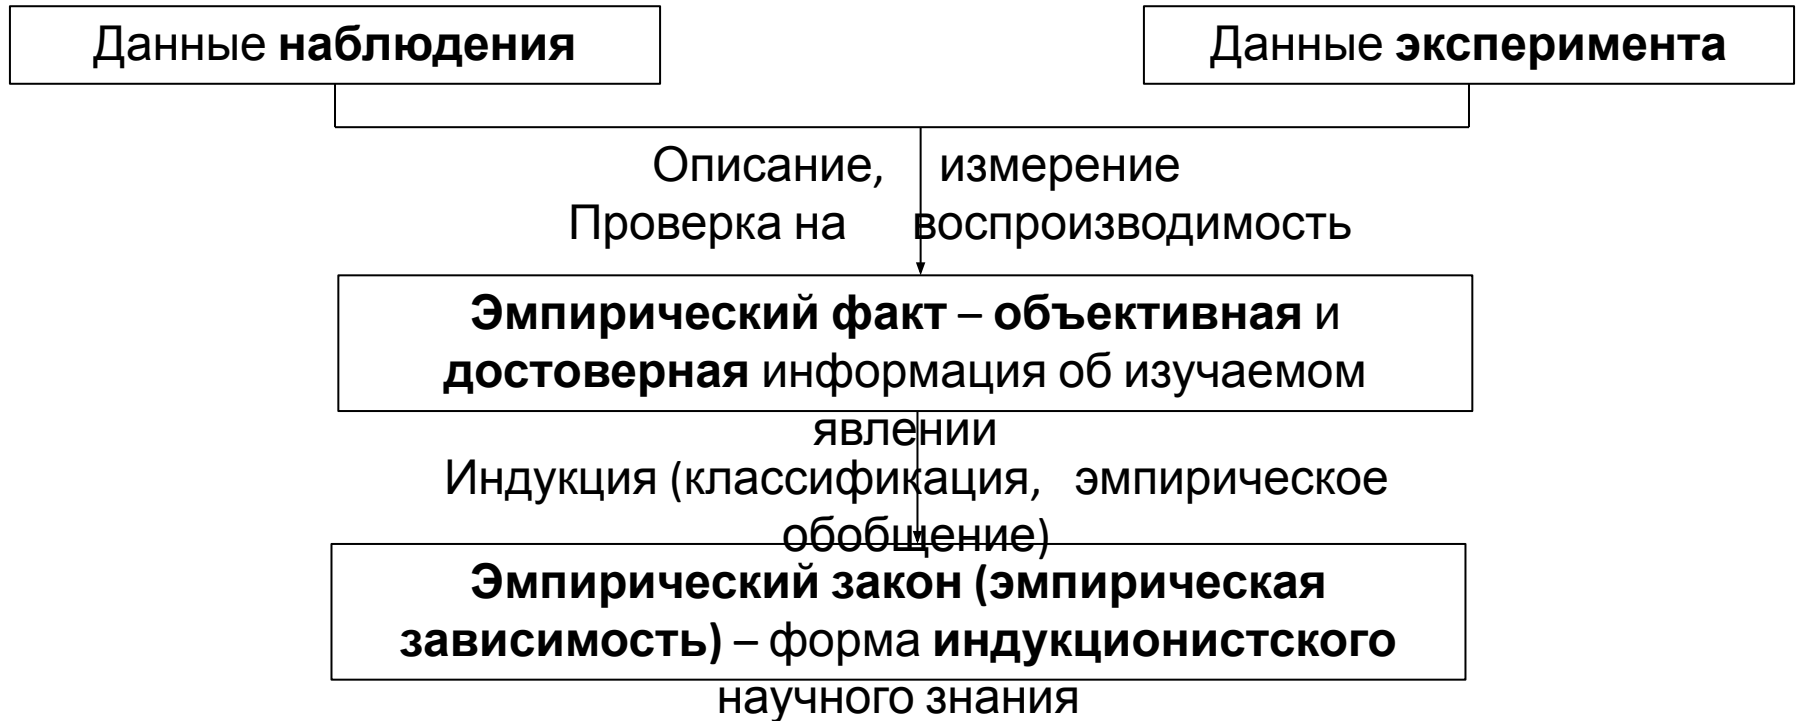 Данные наблюдения
Данные эксперимента
Описание, измерение
Проверка на воспроизводимость
Эмпирический факт – объективная и
достоверная информация об изучаемом
явлении
Индукция (классификация, эмпирическое
обобщение)
Эмпирический закон (эмпирическая
зависимость) – форма индукционистского
научного знания